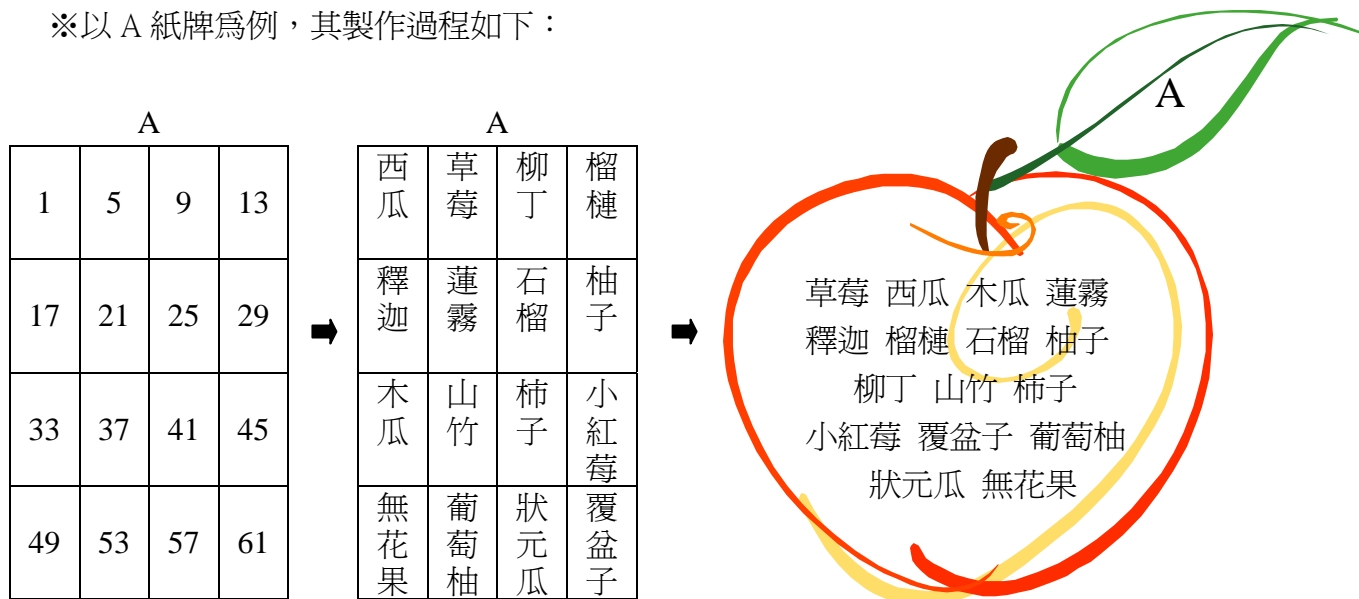 ※以 A 紙牌爲例，其製作過程如下：
A
1 5 9 13
17 21 25 29
33 37 41 45
49 53 57 61
A
西瓜 草莓 柳丁 榴槤
釋迦 蓮霧 石榴 柚子
木瓜 山竹 柿子 小紅莓
無花果 葡萄柚 狀元瓜 覆盆子
A
草莓 西瓜 木瓜 蓮霧
釋迦 榴槤 石榴 柚子
柳丁 山竹 柿子
小紅莓 覆盆子 葡萄柚
狀元瓜 無花果